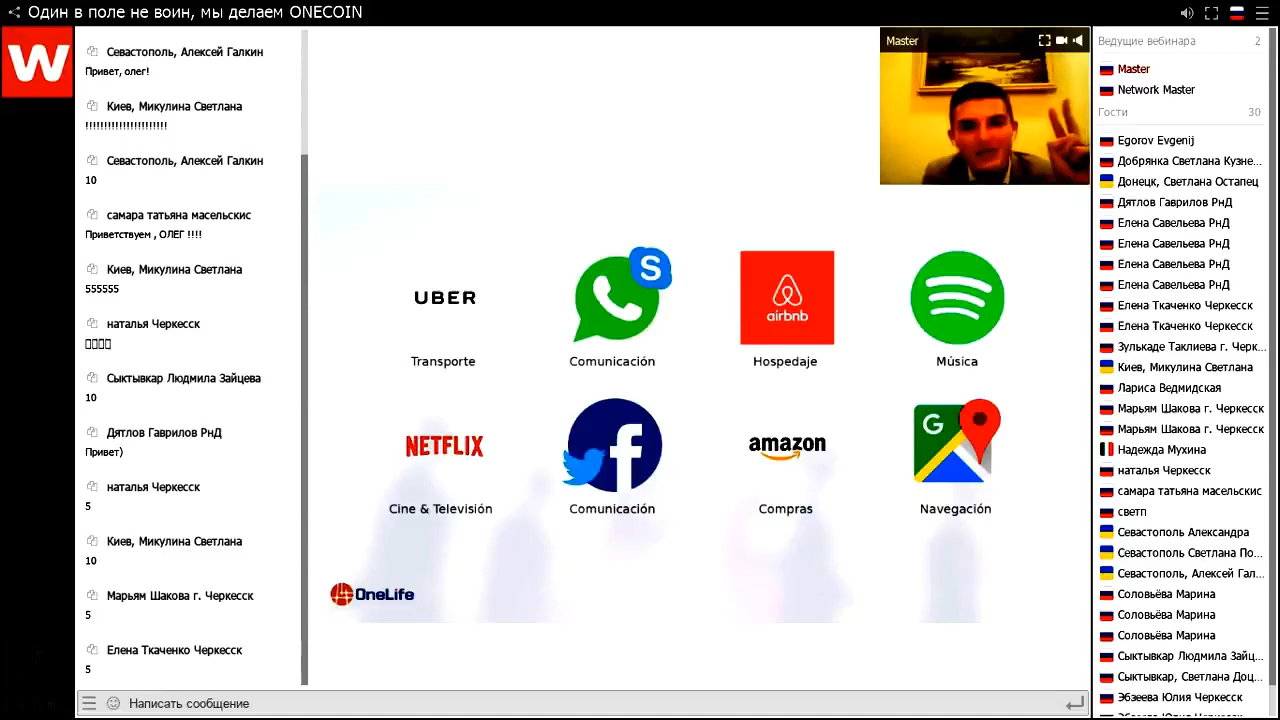 Один в поле не воин, мы делаем ONECOIN
W
Севастополь, Алексей Галкин
Привет, олег!
Киев, Микулина Светлана
!!!!!!!!!!!!!!!!!!!!!!
Севастополь, Алексей Галкин
10
самара татьяна масельскис
Приветствуем , ОЛЕГ !!!!
Киев, Микулина Светлана
555555
наталья Черкесск
Сыктывкар Людмила Зайцева
10
Дятлов Гаврилов РнД
Привет)
наталья Черкесск
5
Киев, Микулина Светлана
10
Марьям Шакова г. Черкесск
5
Елена Ткаченко Черкесск
5
Написать сообщение
Master
UBER
S
airbnb
Transporte
Comunicación
Hospedaje
Música
NETFLIX
f
amazon
G
Cine & Televisión
Comunicación
Compras
Navegación
OneLife
Ведущие вебинара 2
Master
Network Master
Гости 30
Egorov Evgenij
Добрянка Светлана Кузне...
Донецк, Светлана Остапец
Дятлов Гаврилов РнД
Елена Савельева РнД
Елена Савельева РнД
Елена Савельева РнД
Елена Савельева РнД
Елена Ткаченко Черкесск
Елена Ткаченко Черкесск
Зулькаде Таклиева г. Черк...
Киев, Микулина Светлана
Лариса Ведмидская
Марьям Шакова г. Черкесск
Марьям Шакова г. Черкесск
Надежда Мухина
наталья Черкесск
самара татьяна масельскис
светп
Севастополь Александра
Севастополь Светлана По...
Севастополь, Алексей Гал...
Соловьёва Марина
Соловьёва Марина
Соловьёва Марина
Сыктывкар Людмила Зайц...
Сыктывкар, Светлана Доц...
Эбзеева Юлия Черкесск